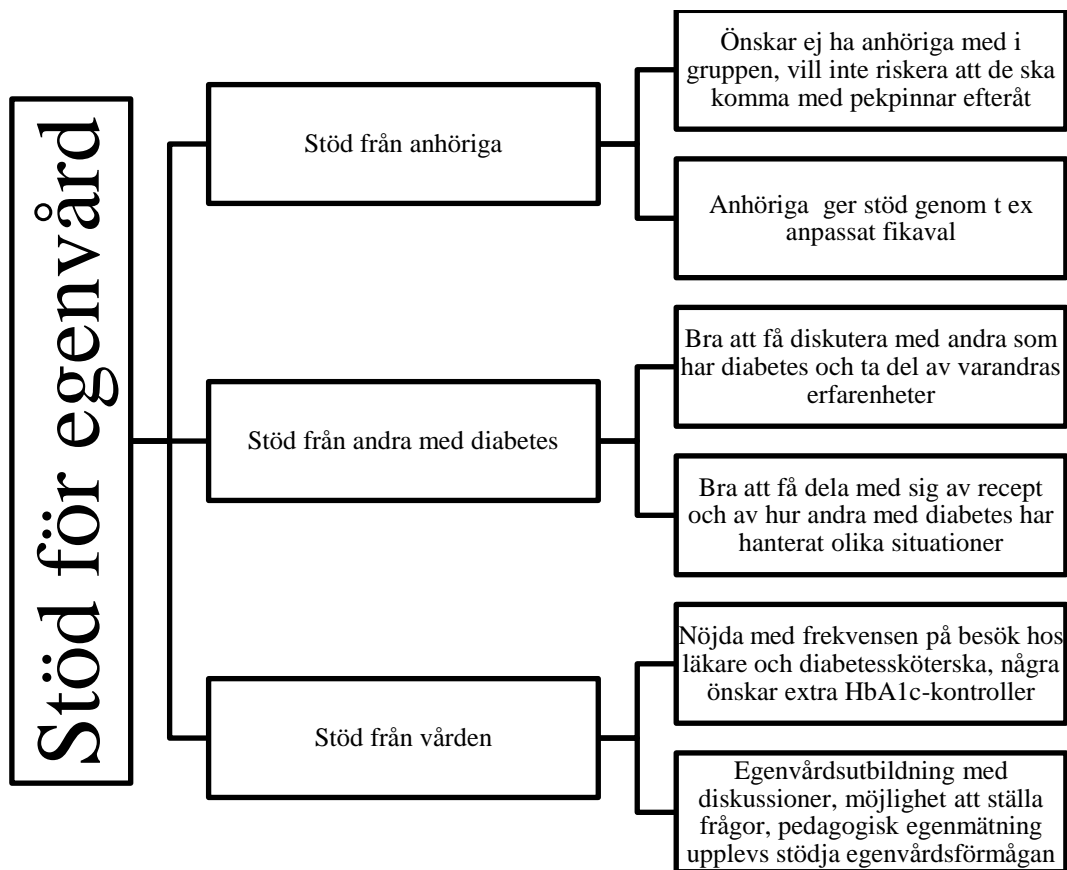 Stöd för egenvård
Stöd från anhöriga
Önskar ej ha anhöriga med i
gruppen, vill inte riskera att de ska
komma med pekpinnar efteråt
Anhöriga  ger stöd genom t ex
anpassat fikaval
Stöd från andra med diabetes
Bra att få diskutera med andra som
har diabetes och ta del av varandras
erfarenheter
Bra att få dela med sig av recept
och av hur andra med diabetes har
hanterat olika situationer
Stöd från vården
Nöjda med frekvensen på besök hos
läkare och diabetessköterska, några
önskar extra HbA1c-kontroller
Egenvårdsutbildning med
diskussioner, möjlighet att ställa
frågor, pedagogisk egenmätning
upplevs stödja egenvårdsförmågan